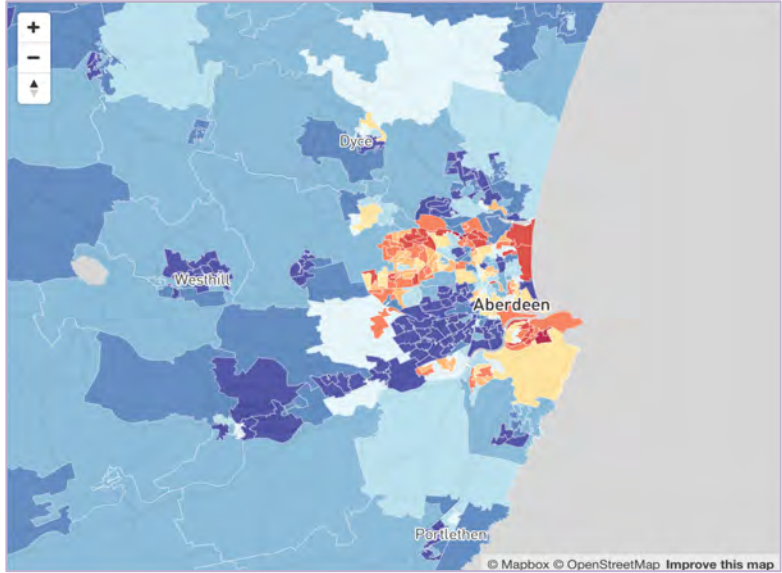 +
−
Dyce
Westhill
Aberdeen
Portlethen
© Mapbox © OpenStreetMap Improve this map